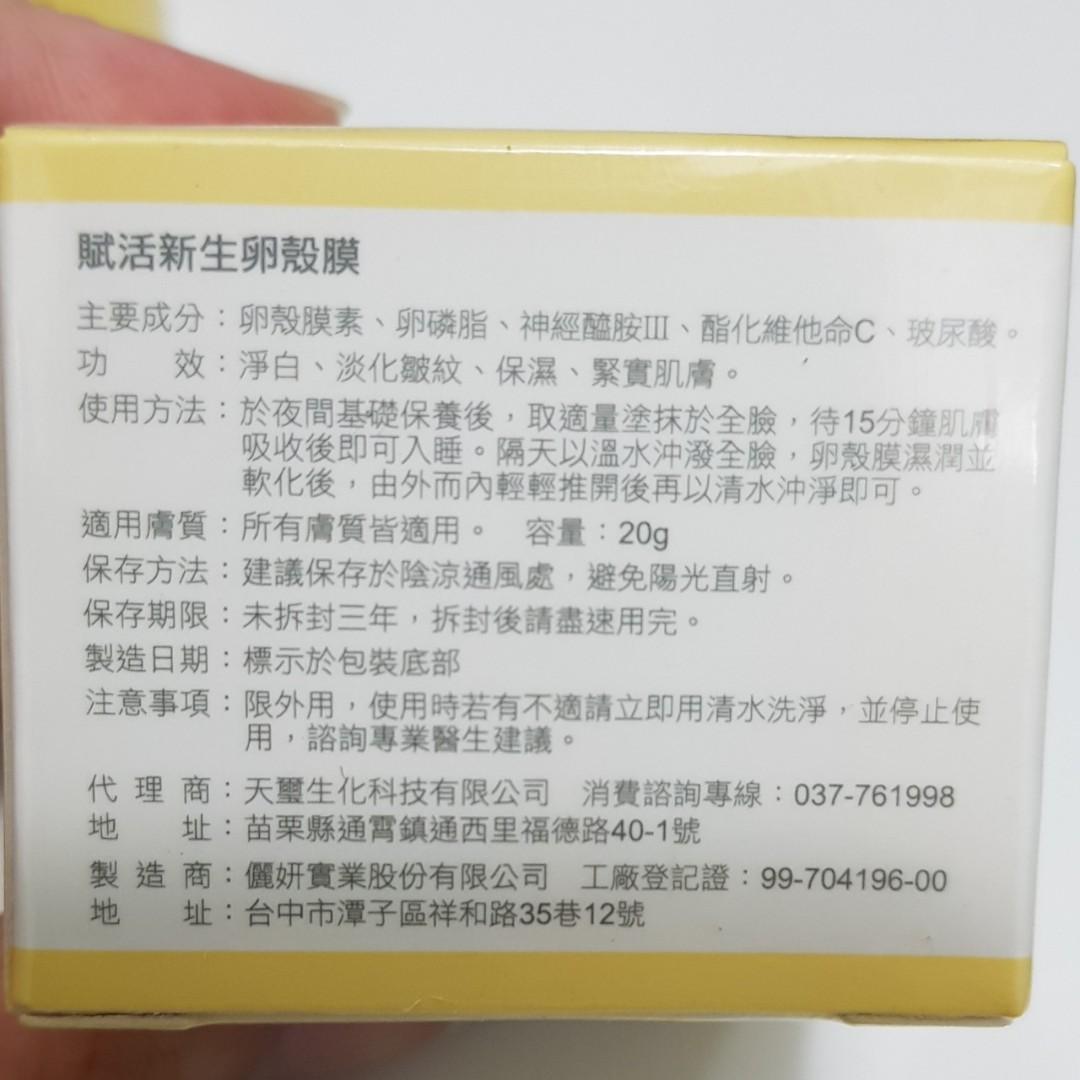 賦活新生卵殼膜
主要成分：卵殼膜素、卵磷脂、神經醯胺III、酯化維他命C、玻尿酸。
功　　效：淨白、淡化皺紋、保濕、緊實肌膚。
使用方法：於夜間基礎保養後，取適量塗抹於全臉，待15分鐘肌膚
吸收後即可入睡。隔天以溫水沖潑全臉，卵殼膜濕潤並
軟化後，由外而內輕輕推開後再以清水沖淨即可。
適用膚質：所有膚質皆適用。　容量：20g
保存方法：建議保存於陰涼通風處，避免陽光直射。
保存期限：未拆封三年，拆封後請盡速用完。
製造日期：標示於包裝底部
注意事項：限外用，使用時若有不適請立即用清水洗淨，並停止使
用，諮詢專業醫生建議。
代 理 商：天璽生化科技有限公司　消費諮詢專線：037-761998
地　　址：苗栗縣通霄鎮通西里福德路40-1號
製 造 商：儷妍實業股份有限公司　工廠登記證：99-704196-00
地　　址：台中市潭子區祥和路35巷12號